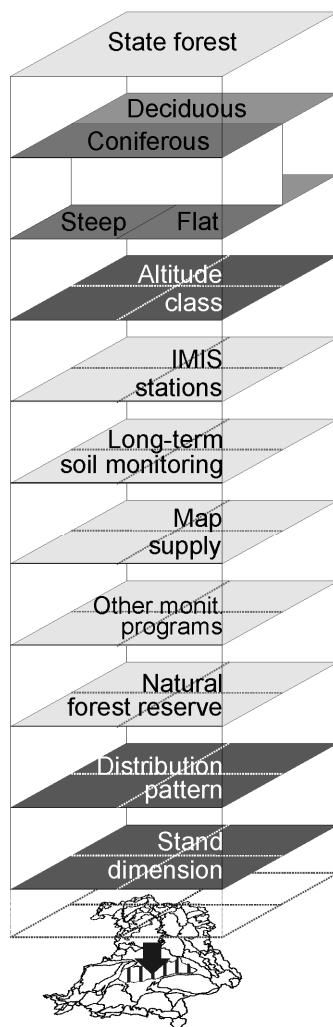 State forest
Deciduous
Coniferous
Steep Flat
Altitude
class
IMIS
stations
Long-term
soil monitoring
Map
supply
Other monit.
programs
Natural
forest reserve
Distribution
pattern
Stand
dimension